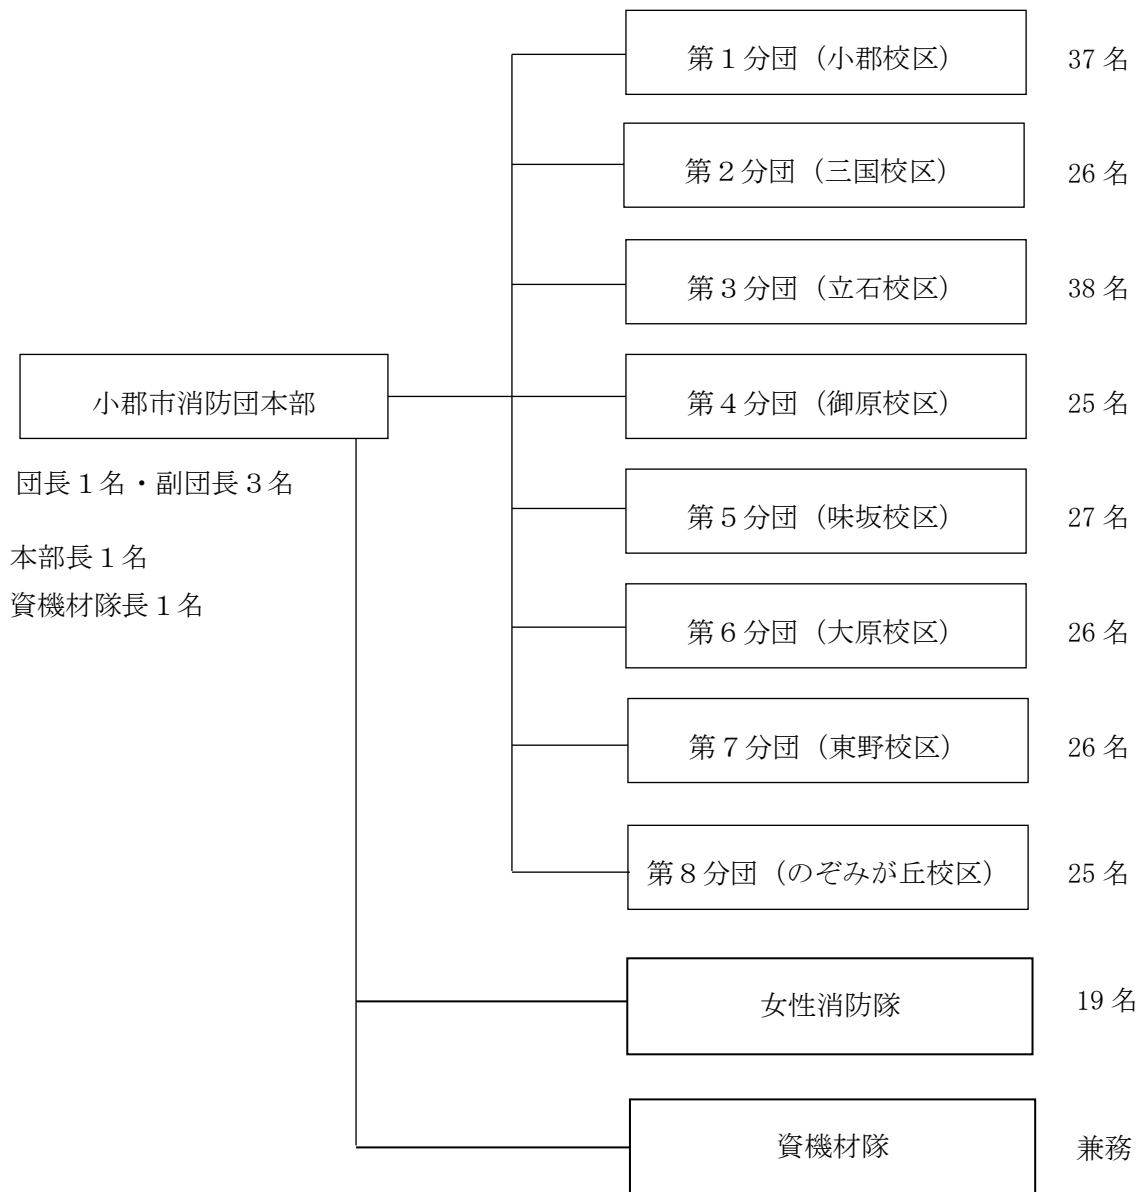 第１分団（小郡校区） 37 名
第２分団（三国校区） 26 名
第３分団（立石校区） 38 名
小郡市消防団本部
第４分団（御原校区） 25 名
団長１名・副団長３名
第５分団（味坂校区） 27 名
本部長１名
資機材隊長１名
第６分団（大原校区） 26 名
第７分団（東野校区） 26 名
第８分団（のぞみが丘校区） 25 名
女性消防隊 19 名
資機材隊 兼務